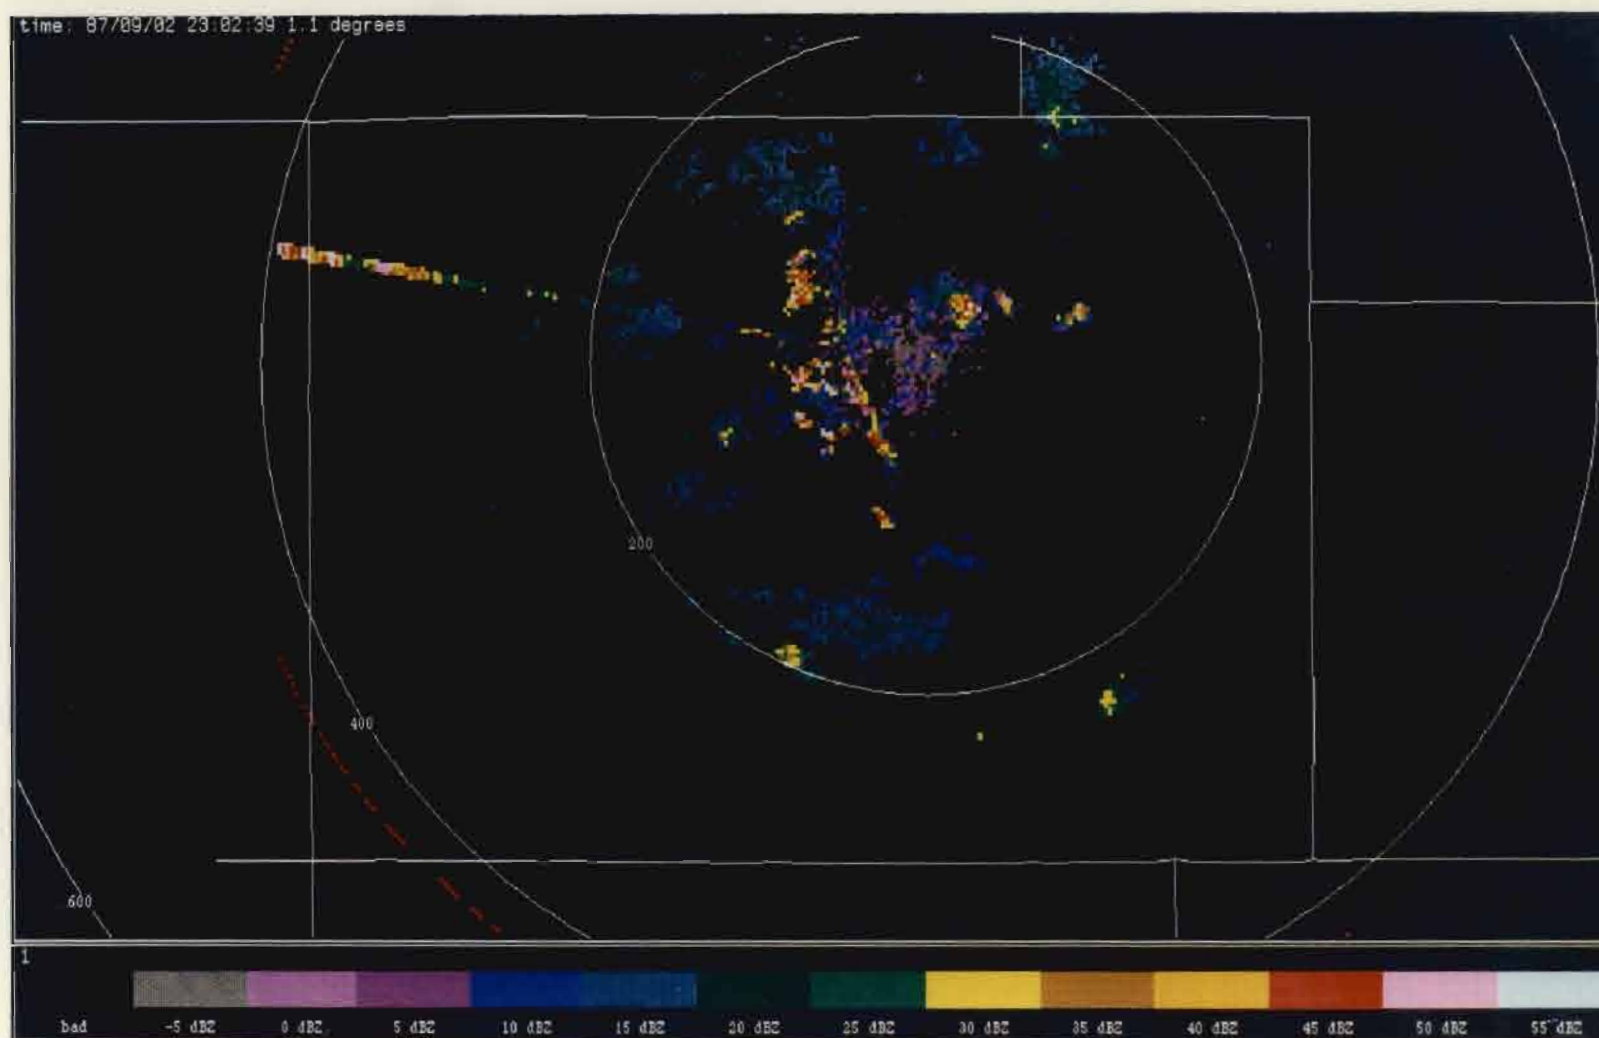 time: 87/09/02 23:02:39 1.1 degrees
200
400
600
1
bad -5 dBZ 0 dBZ 5 dBZ 10 dBZ 15 dBZ 20 dBZ 25 dBZ 30 dBZ 35 dBZ 40 dBZ 45 dBZ 50 dBZ 55 dBZ